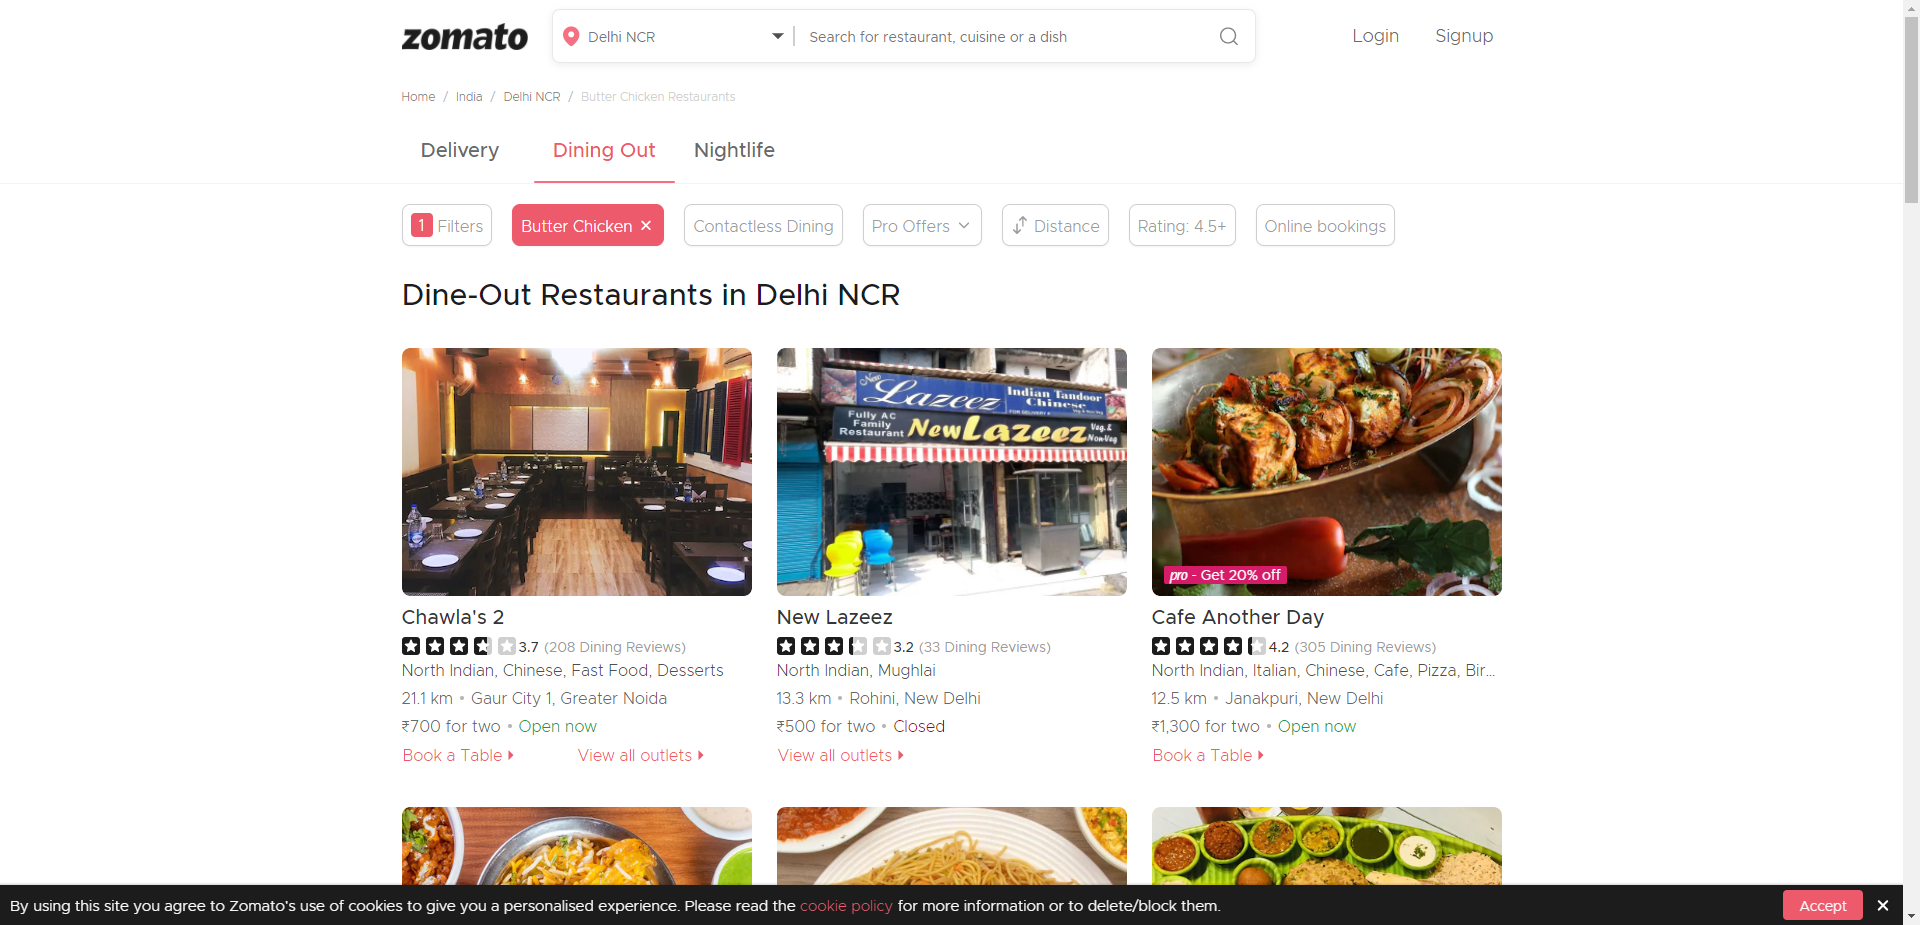 zomato
Delhi NCR
Search for restaurant, cuisine or a dish
Login
Signup
Home / India / Delhi NCR / Butter Chicken Restaurants
Delivery
Dining Out
Nightlife
1 Filters
Butter Chicken
Contactless Dining
Pro Offers
Distance
Rating: 4.5+
Online bookings
Dine-Out Restaurants in Delhi NCR
New Lazeez
Indian Tandoor
Chinese
FOR DELIVERY
Fully AC
Family
Restaurant
New Lazeez
Veg. &
Non-Veg
pro - Get 20% off
Chawla's 2
3.7 (208 Dining Reviews)
North Indian, Chinese, Fast Food, Desserts
21.1 km • Gaur City 1, Greater Noida
₹700 for two • Open now
Book a Table
View all outlets
New Lazeez
3.2 (33 Dining Reviews)
North Indian, Mughlai
13.3 km • Rohini, New Delhi
₹500 for two • Closed
View all outlets
Cafe Another Day
4.2 (305 Dining Reviews)
North Indian, Italian, Chinese, Cafe, Pizza, Bir...
12.5 km • Janakpuri, New Delhi
₹1,300 for two • Open now
Book a Table
By using this site you agree to Zomato's use of cookies to give you a personalised experience. Please read the cookie policy for more information or to delete/block them.
Accept